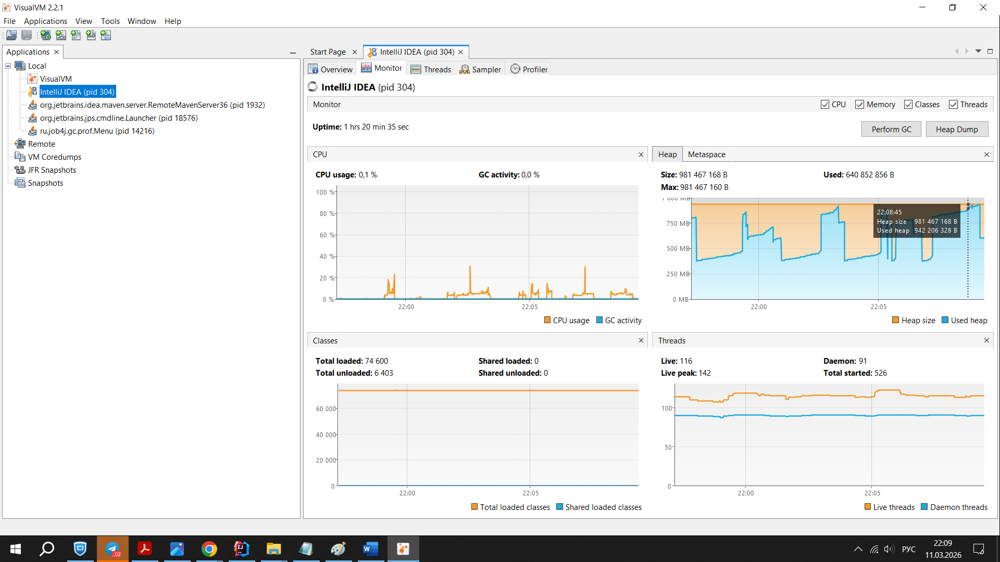 VisualVM 2.2.1
File Applications View Tools Window Help
Applications
Start Page
IntelliJ IDEA (pid 304)
Local
VisualVM
IntelliJ IDEA (pid 304)
org.jetbrains.idea.maven.server.RemoteMavenServer36 (pid 1932)
org.jetbrains.jps.cmdline.Launcher (pid 18576)
ru.job4j.gc.prof.Menu (pid 14216)
Remote
VM Coredumps
JFR Snapshots
Snapshots
Overview Monitor Threads Sampler Profiler
IntelliJ IDEA (pid 304)
Monitor
CPU Memory Classes Threads
Uptime: 1 hrs 20 min 35 sec
Perform GC Heap Dump
CPU
CPU usage: 0,1 % GC activity: 0,0 %
100 %
80 %
60 %
40 %
20 %
0 %
22:00 22:05
CPU usage GC activity
Heap Metaspace
Size: 981 467 168 B Used: 640 852 856 B
Max: 981 467 160 B
1 000 MB
750 MB
500 MB
250 MB
0 MB
22:08:45
Heap size 981 467 168 B
Used heap 942 206 328 B
22:00 22:05
Heap size Used heap
Classes
Total loaded: 74 600 Shared loaded: 0
Total unloaded: 6 403 Shared unloaded: 0
60 000
40 000
20 000
0
22:00 22:05
Total loaded classes Shared loaded classes
Threads
Live: 116 Daemon: 91
Live peak: 142 Total started: 526
100
50
0
22:00 22:05
Live threads Daemon threads
..02
РУС
22:09
11.03.2026